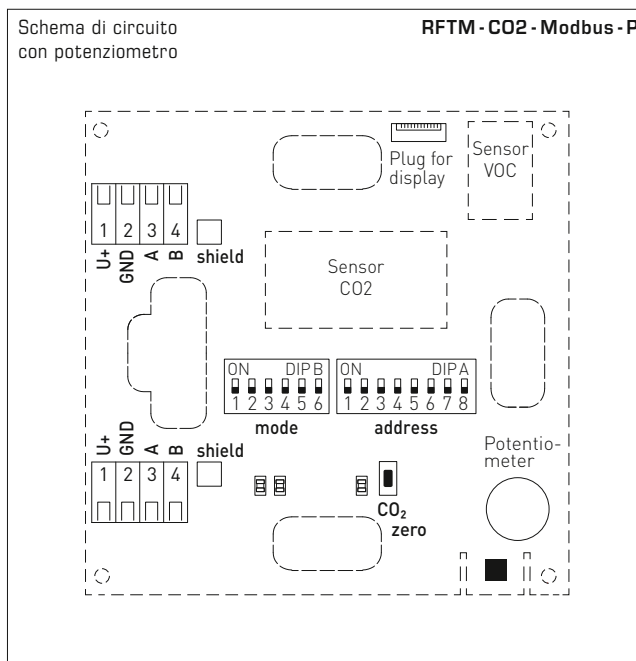 Schema di circuito
con potenziometro
RFTM - CO2 - Modbus - P
Plug for
display
Sensor
VOC
1 2 3 4
U+ GND A B shield
Sensor
CO2
ON DIP B
1 2 3 4 5 6
mode
ON DIP A
1 2 3 4 5 6 7 8
address
U+ GND A B shield
1 2 3 4
Potentio-
meter
CO₂
zero